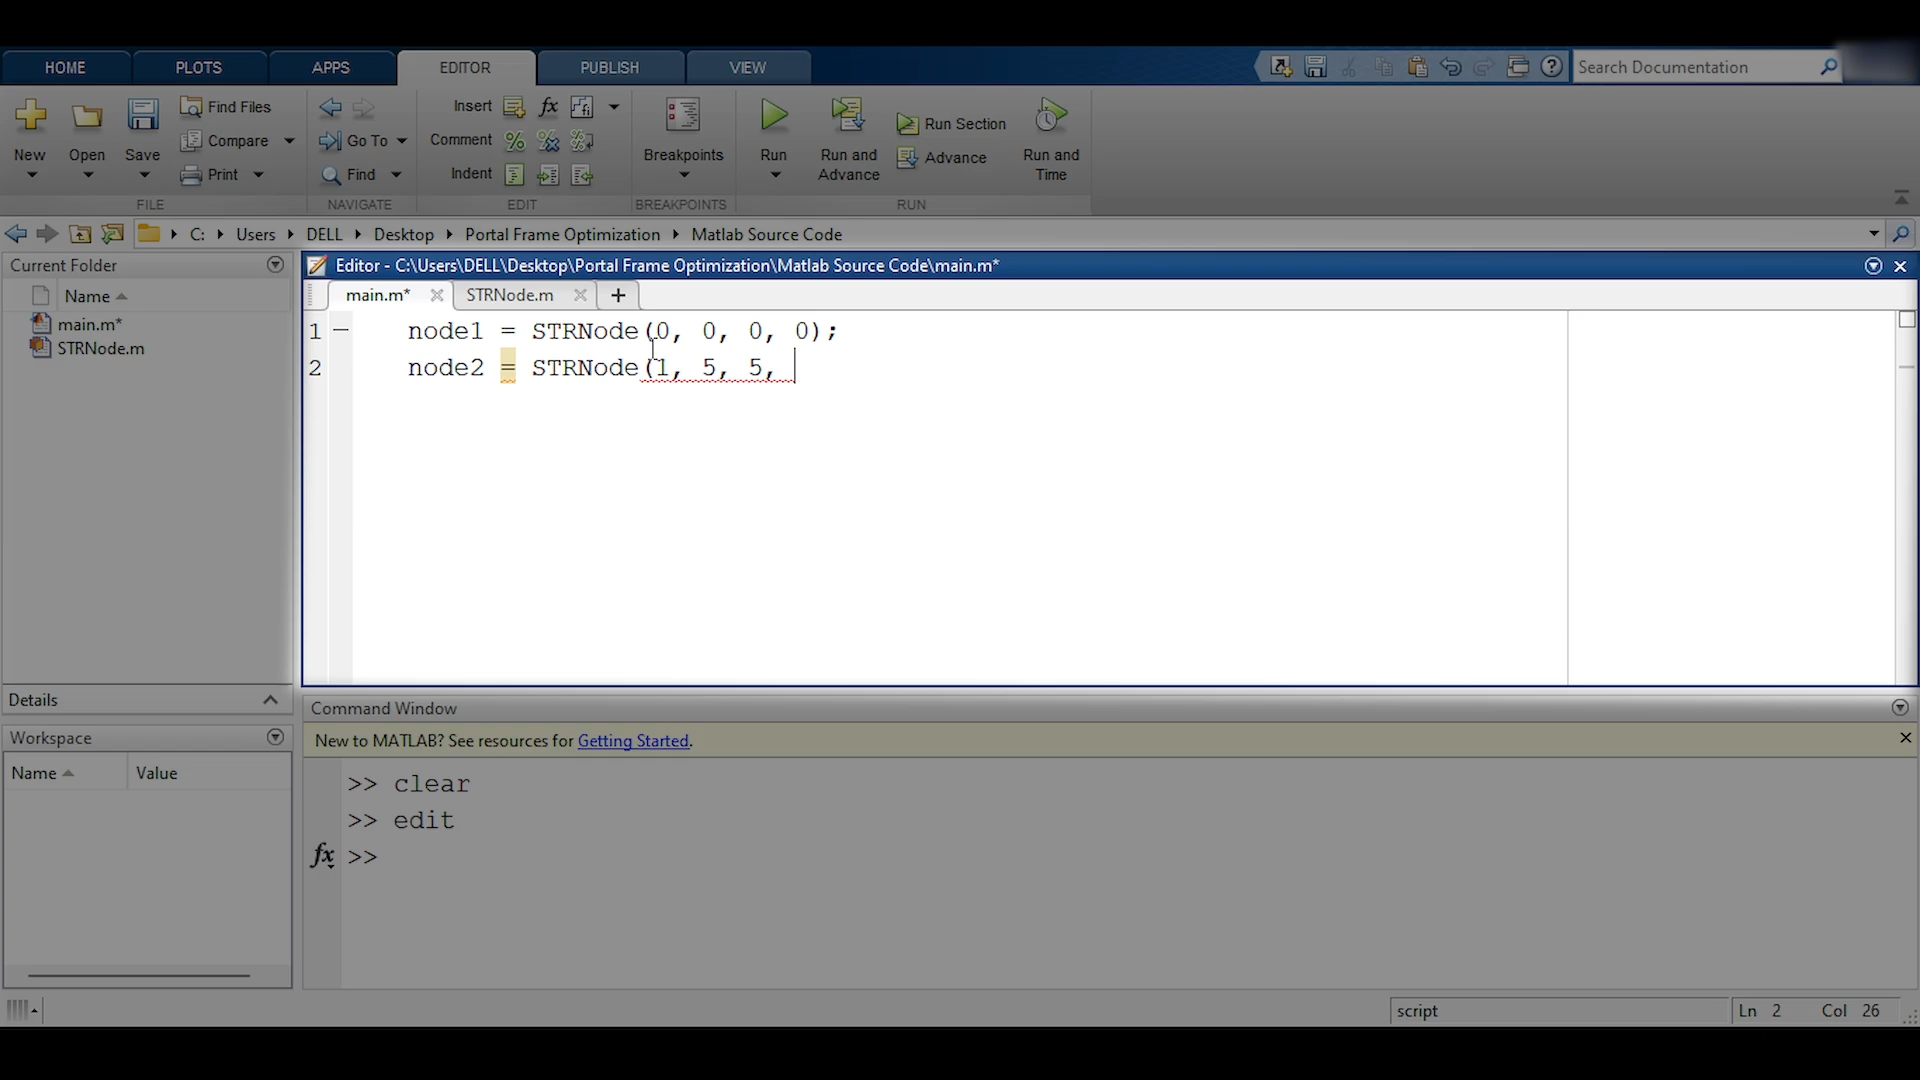 HOME PLOTS APPS EDITOR PUBLISH VIEW Search Documentation
New Open Save Find Files Compare Print
FILE
Go To Find
NAVIGATE
Insert fx
Comment
Indent
EDIT
Breakpoints
BREAKPOINTS
Run Run and Advance Run Section Advance Run and Time
RUN
C: Users DELL Desktop Portal Frame Optimization Matlab Source Code
Current Folder
Name
main.m*
STRNode.m
Details
Workspace
Name Value
Editor - C:\Users\DELL\Desktop\Portal Frame Optimization\Matlab Source Code\main.m*
main.m* STRNode.m +
1 — node1 = STRNode(0, 0, 0, 0);
2 node2 = STRNode(1, 5, 5,
Command Window
New to MATLAB? See resources for Getting Started.
>> clear
>> edit
fx >>
script Ln 2 Col 26